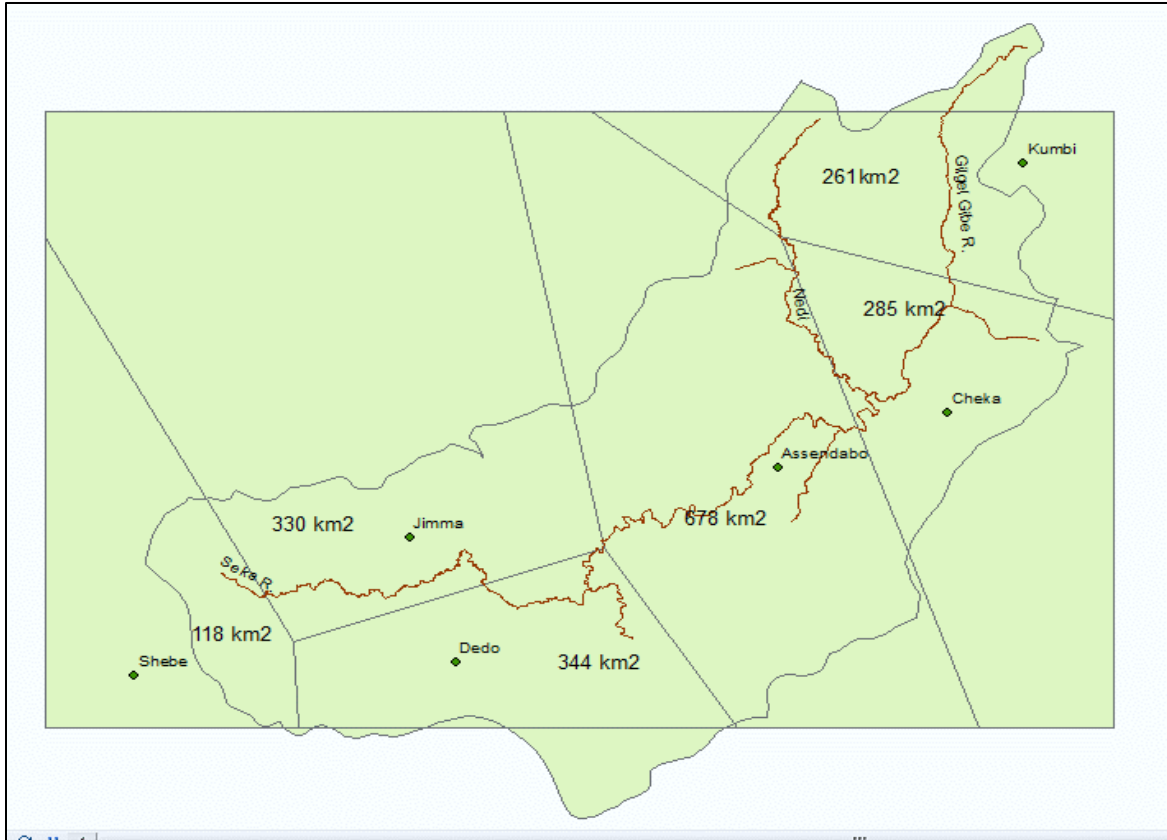 Kumbi
261km2
Gilgel Gibe R.
Nedi
285 km2
Cheka
Assendabo
678 km2
330 km2
Jimma
Seka R.
118 km2
Shebe
Dedo
344 km2